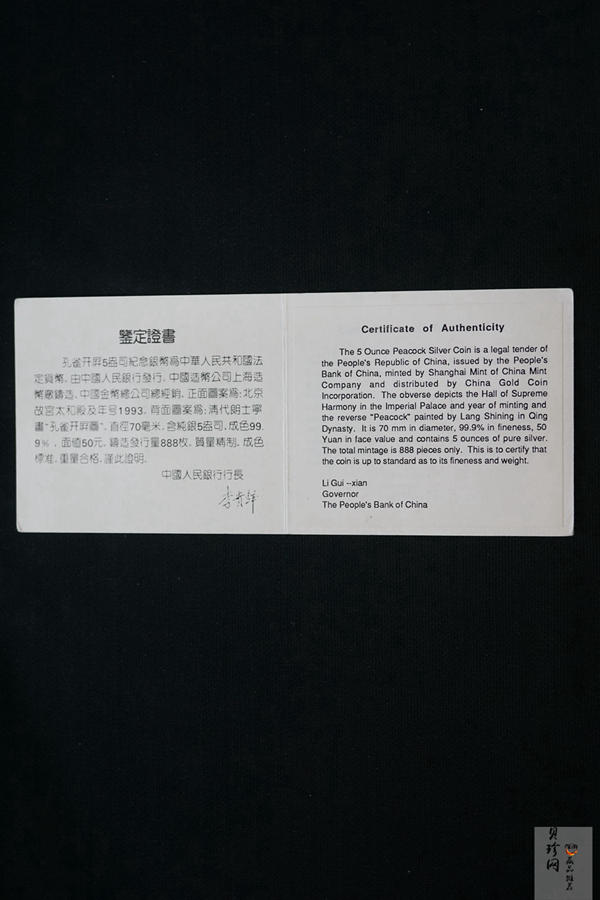 鑒定證書
孔雀开屏5盎司紀念銀幣為中華人民共和國法
定貨幣,由中國人民銀行發行,中國造幣公司上海造
幣廠鑄造,中國金幣總公司總經銷,正面圖案為:北京
故宮太和殿及年号1993,背面圖案為:清代朗士寧
畫"孔雀开屏圖",直徑70毫米,含純銀5盎司,成色99.
9%,面值50元,鑄造發行量888枚,質量精制,成色
標准,重量合格,謹此證明。
中國人民銀行行長
Certificate of Authenticity
The 5 Ounce Peacock Silver Coin is a legal tender of
the People's Republic of China, issued by the People's
Bank of China, minted by Shanghai Mint of China Mint
Company and distributed by China Gold Coin
Incorporation. The obverse depicts the Hall of Supreme
Harmony in the Imperial Palace and year of minting and
the reverse "Peacock" painted by Lang Shining in Qing
Dynasty. It is 70 mm in diameter, 99.9% in fineness, 50
Yuan in face value and contains 5 ounces of pure silver.
The total mintage is 888 pieces only. This is to certify that
the coin is up to standard as to its fineness and weight.
Li Gui --xian
Governor
The People's Bank of China
贝珍网